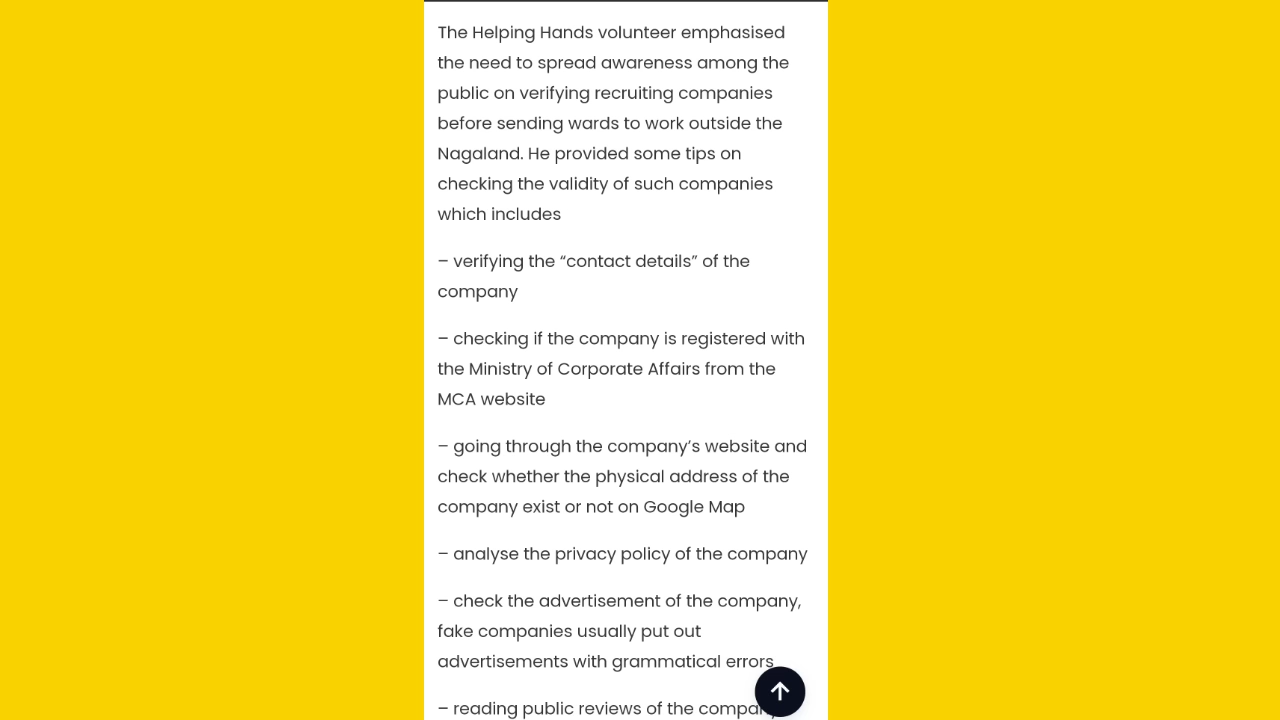 The Helping Hands volunteer emphasised
the need to spread awareness among the
public on verifying recruiting companies
before sending wards to work outside the
Nagaland. He provided some tips on
checking the validity of such companies
which includes
– verifying the “contact details” of the
company
– checking if the company is registered with
the Ministry of Corporate Affairs from the
MCA website
– going through the company’s website and
check whether the physical address of the
company exist or not on Google Map
– analyse the privacy policy of the company
– check the advertisement of the company,
fake companies usually put out
advertisements with grammatical errors
– reading public reviews of the company